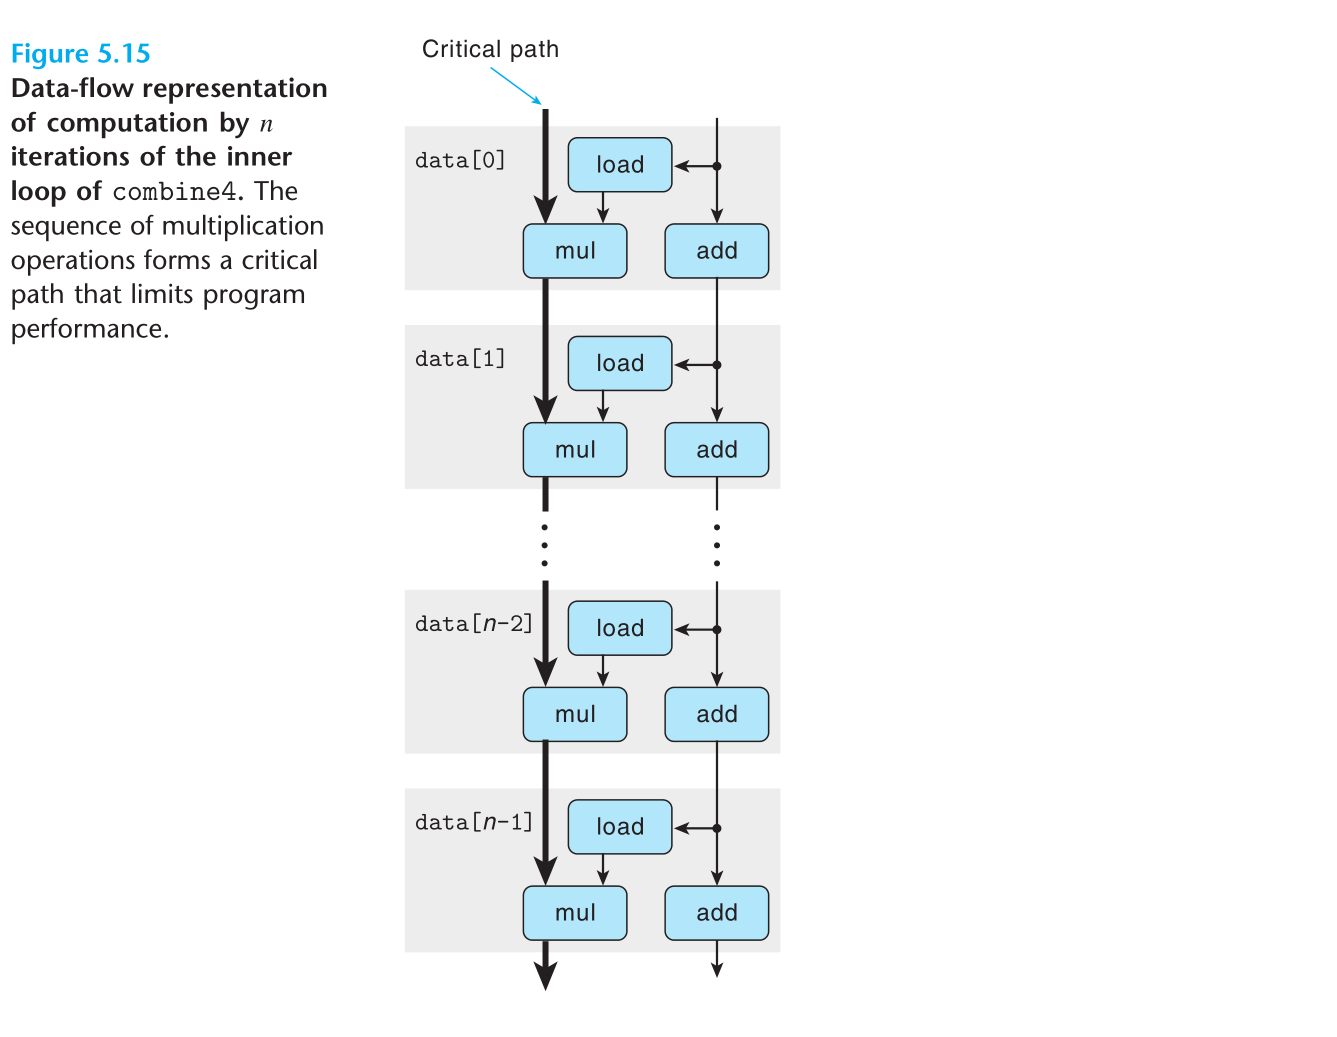 Figure 5.15
Data-flow representation
of computation by n
iterations of the inner
loop of combine4. The
sequence of multiplication
operations forms a critical
path that limits program
performance.
Critical path
data[0]
load
mul
add
data[1]
load
mul
add
data[n-2]
load
mul
add
data[n-1]
load
mul
add